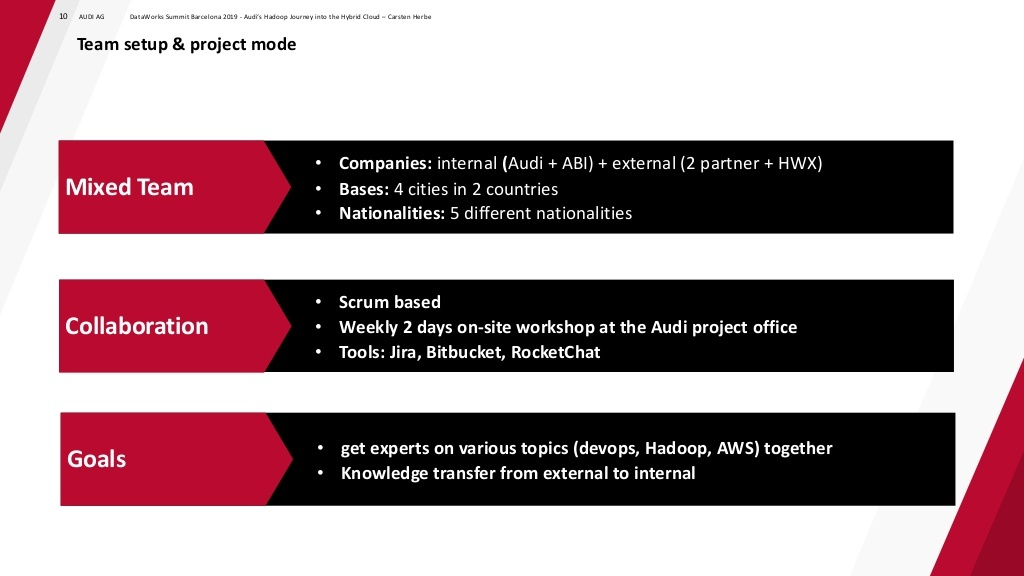 10 AUDI AG DataWorks Summit Barcelona 2019 - Audi's Hadoop Journey into the Hybrid Cloud – Carsten Herbe
Team setup & project mode
Mixed Team
• Companies: internal (Audi + ABI) + external (2 partner + HWX)
• Bases: 4 cities in 2 countries
• Nationalities: 5 different nationalities
Collaboration
• Scrum based
• Weekly 2 days on-site workshop at the Audi project office
• Tools: Jira, Bitbucket, RocketChat
Goals
• get experts on various topics (devops, Hadoop, AWS) together
• Knowledge transfer from external to internal